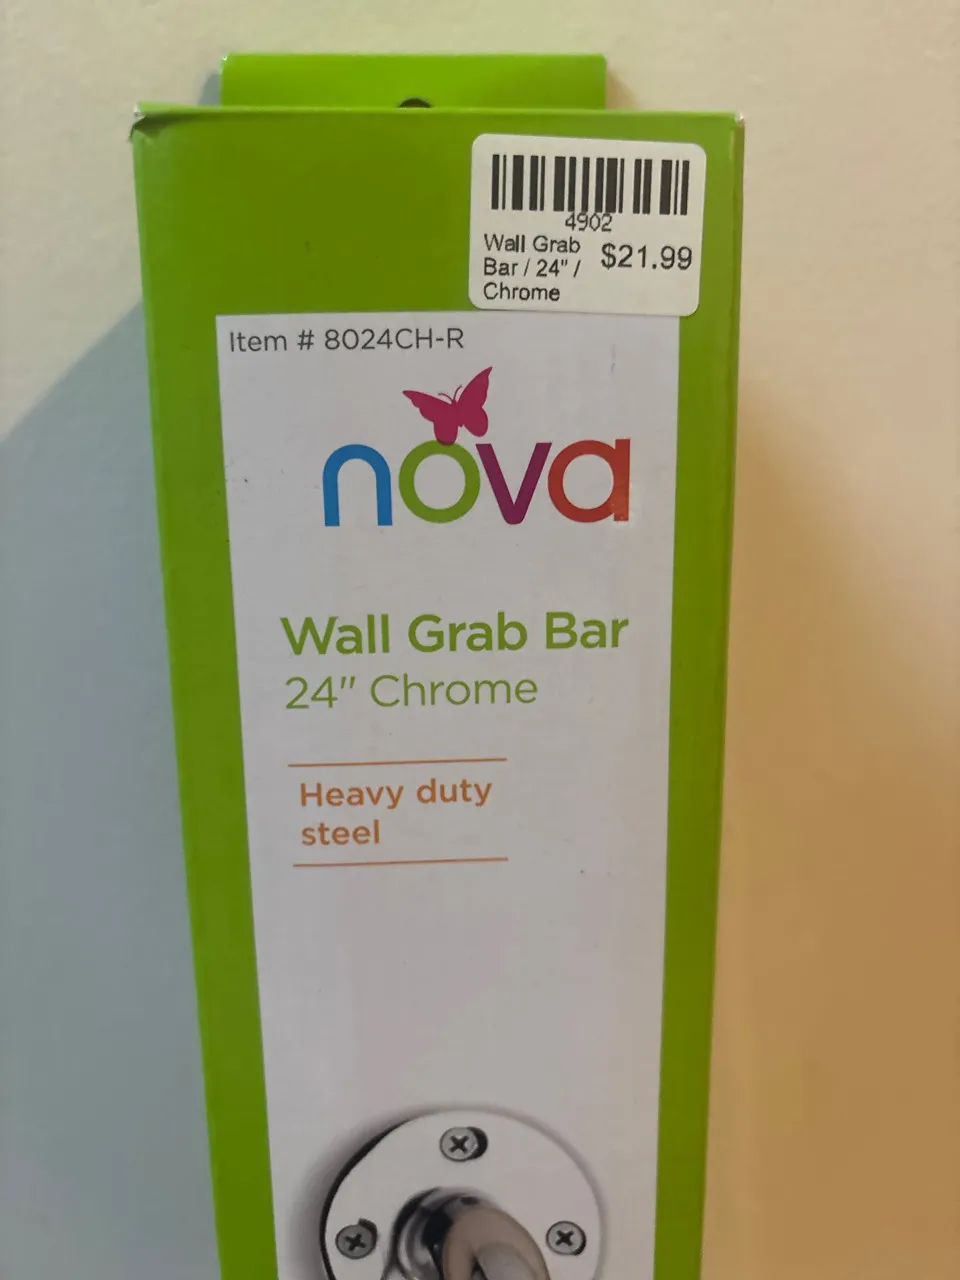 4902
Wall Grab
Bar / 24" /
Chrome
$21.99
Item # 8024CH-R
nova
Wall Grab Bar
24" Chrome
Heavy duty
steel